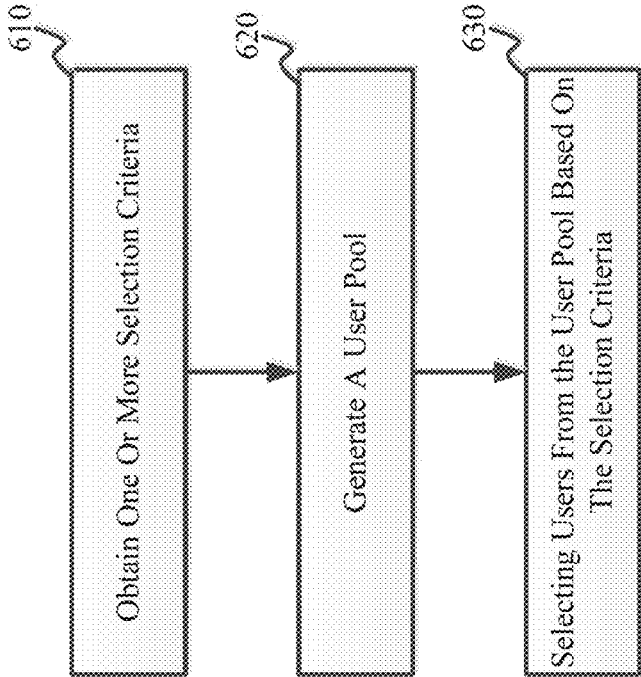 610
Obtain One Or More Selection Criteria
620
Generate A User Pool
630
Selecting Users From the User Pool Based On
The Selection Criteria